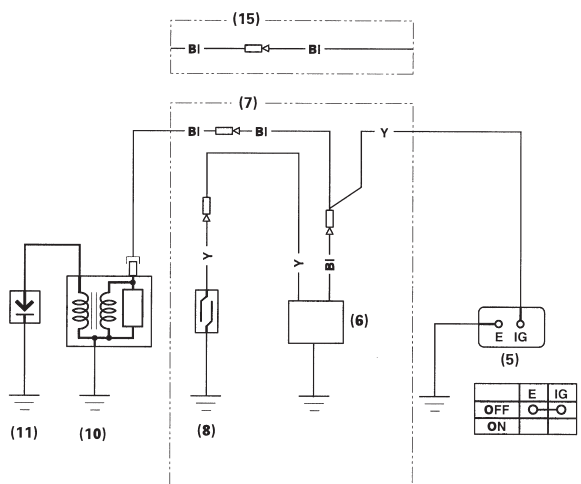 (15)
Bl Bl
(7)
Bl Bl Y
Y Y Bl
(6)
E IG
(5)
E IG
OFF
ON
(11) (10) (8)